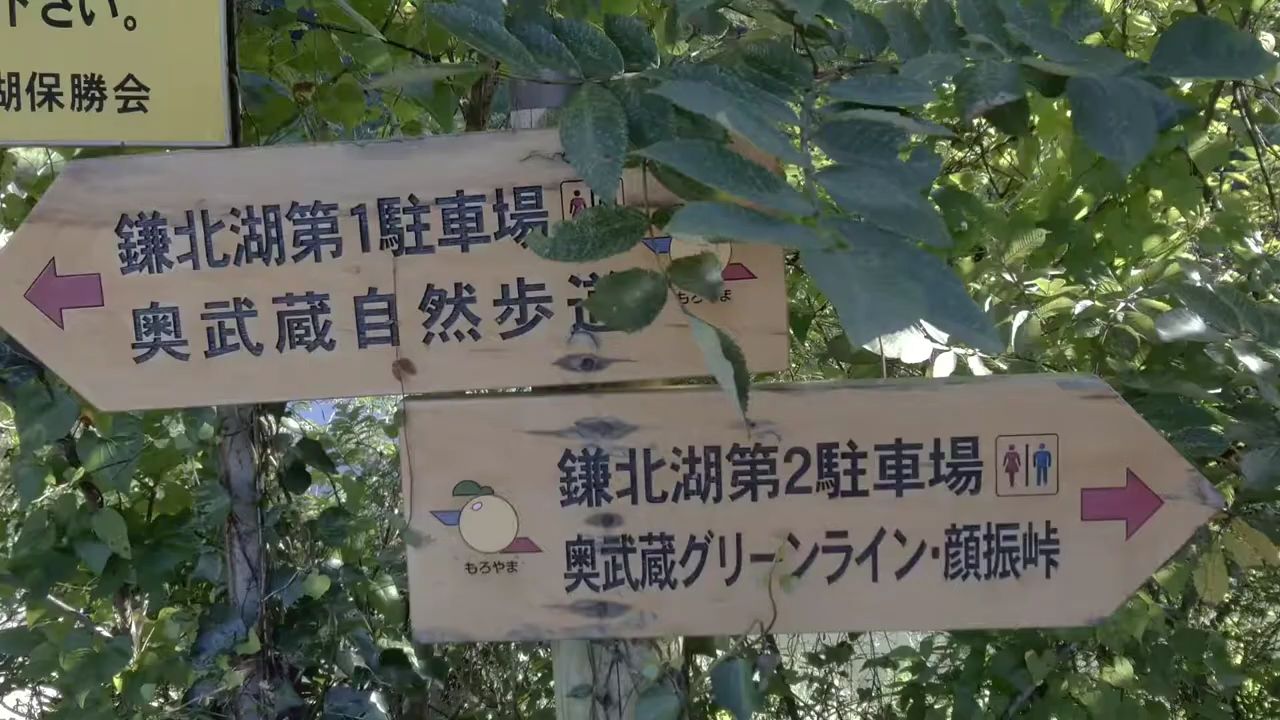 下さい。
湖保勝会
鎌北湖第1駐車場
奥武蔵自然歩道
もろやま
鎌北湖第2駐車場
奥武蔵グリーンライン・顔振峠
もろやま